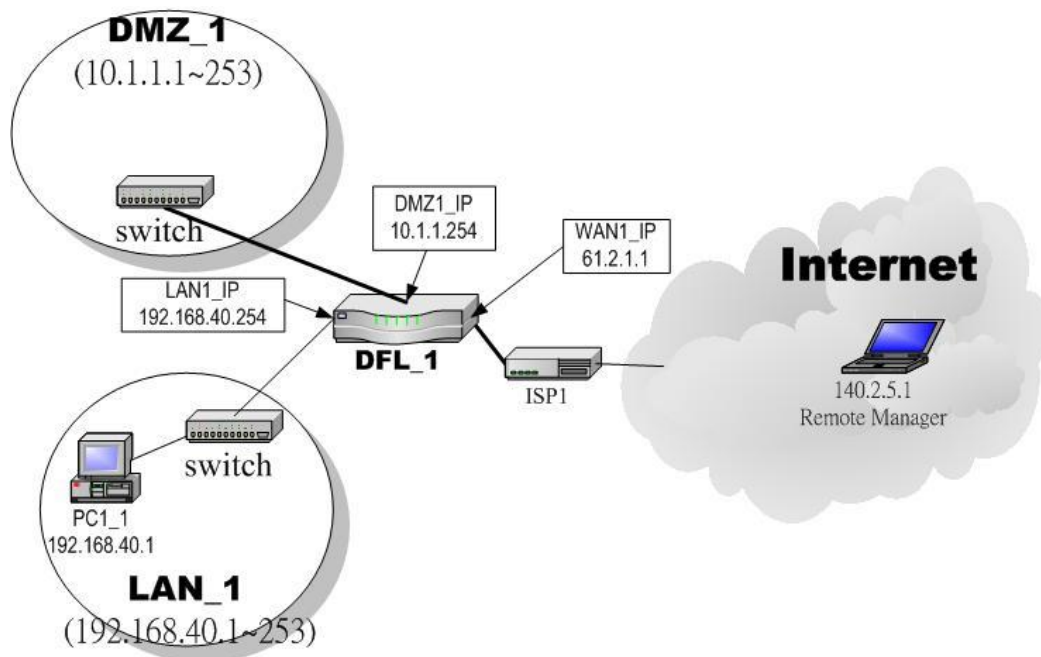 DMZ_1
(10.1.1.1~253)
switch
DMZ1_IP
10.1.1.254
WAN1_IP
61.2.1.1
LAN1_IP
192.168.40.254
DFL_1
ISP1
Internet
140.2.5.1
Remote Manager
switch
PC1_1
192.168.40.1
LAN_1
(192.168.40.1~253)